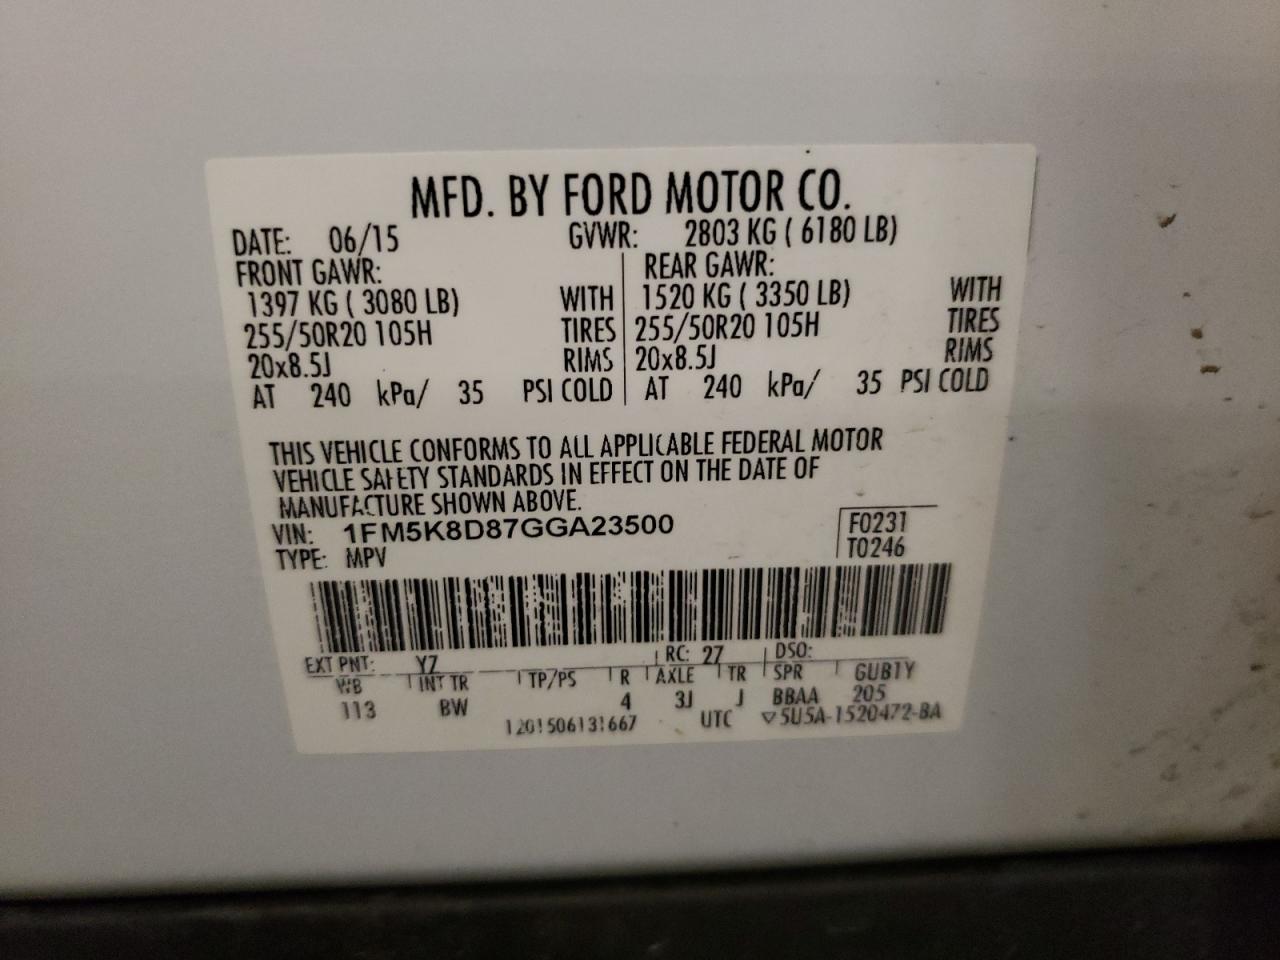 MFD. BY FORD MOTOR CO.
DATE: 06/15 GVWR: 2803 KG ( 6180 LB)
FRONT GAWR: REAR GAWR:
1397 KG ( 3080 LB) WITH 1520 KG ( 3350 LB) WITH
255/50R20 105H TIRES 255/50R20 105H TIRES
20x8.5J RIMS 20x8.5J RIMS
AT 240 kPa/ 35 PSI COLD AT 240 kPa/ 35 PSI COLD
THIS VEHICLE CONFORMS TO ALL APPLICABLE FEDERAL MOTOR
VEHICLE SAFETY STANDARDS IN EFFECT ON THE DATE OF
MANUFACTURE SHOWN ABOVE.
VIN: 1FM5K8D87GGA23500 F0231
TYPE: MPV T0246
EXT PNT: YZ RC: 27 DSO:
WB INT TR TP/PS R AXLE TR SPR GUB1Y
113 BW 4 3J J BBAA 205
1201506131667 UTC ▽5U5A-1520472-BA